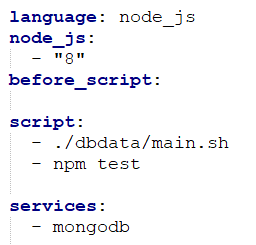 language: node_js
node_js:
  - "8"
before_script:
script:
  - ./dbdata/main.sh
  - npm test
services:
  - mongodb